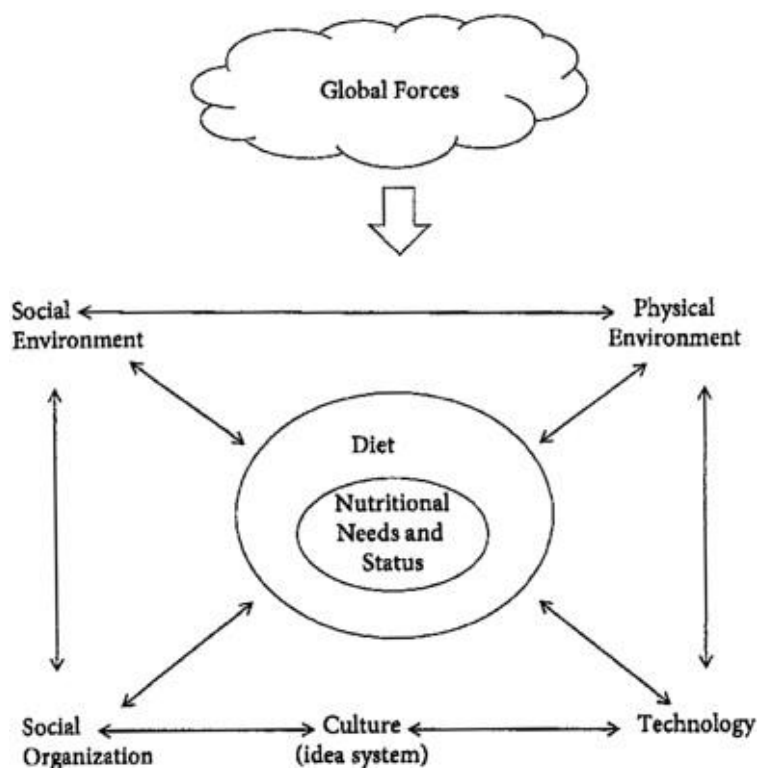 Global Forces
Social
Environment
Physical
Environment
Diet
Nutritional
Needs and
Status
Social
Organization
Culture
(idea system)
Technology